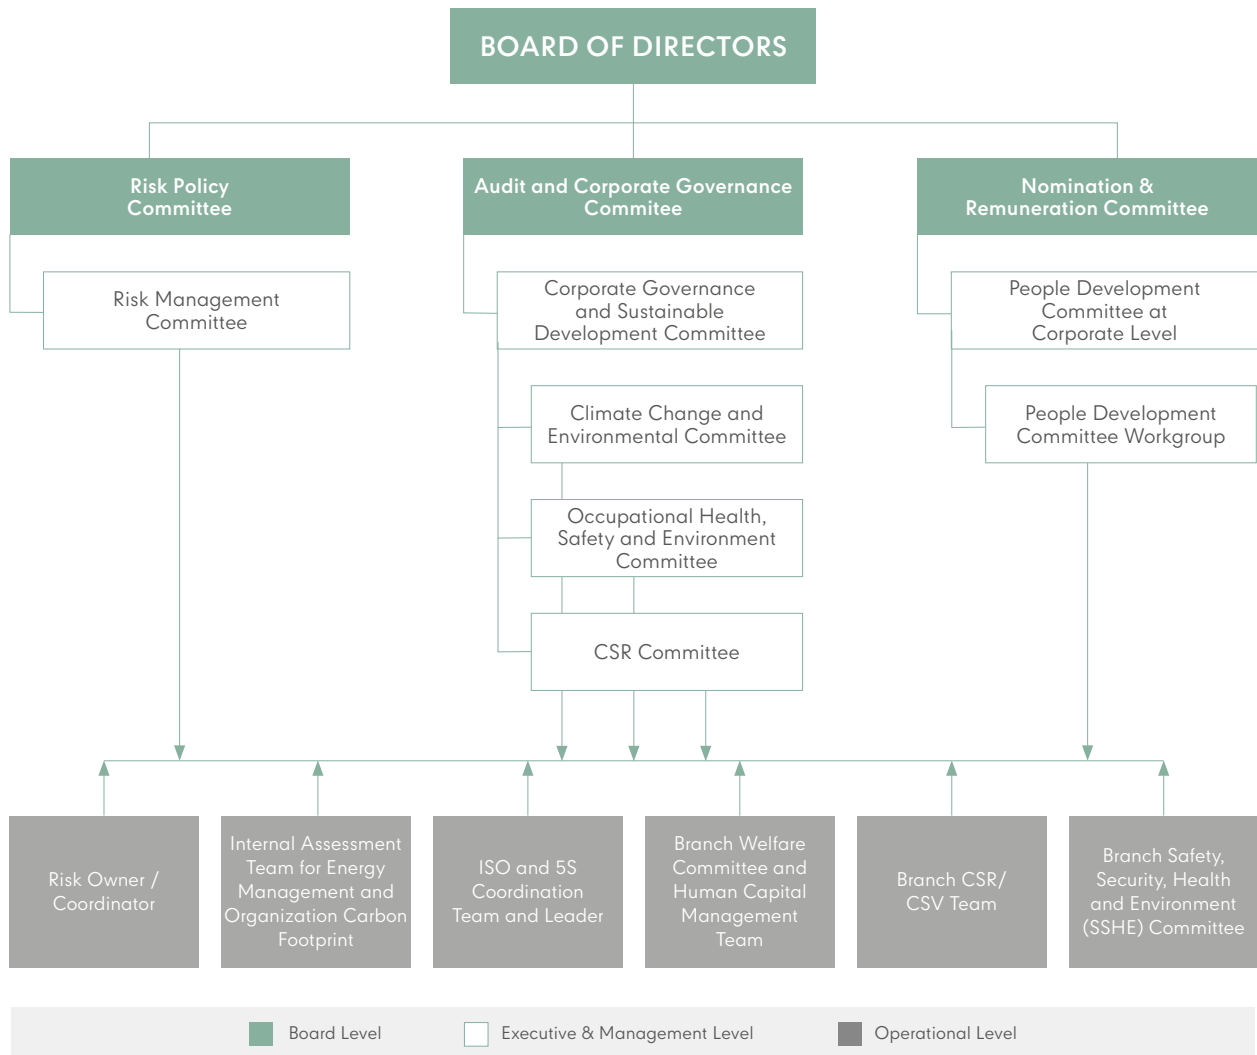 BOARD OF DIRECTORS
Risk Policy
Committee
Audit and Corporate Governance
Commitee
Nomination &
Remuneration Committee
Risk Management
Committee
Corporate Governance
and Sustainable
Development Committee
People Development
Committee at
Corporate Level
Climate Change and
Environmental Committee
People Development
Committee Workgroup
Occupational Health,
Safety and Environment
Committee
CSR Committee
Risk Owner /
Coordinator
Internal Assessment
Team for Energy
Management and
Organization Carbon
Footprint
ISO and 5S
Coordination
Team and Leader
Branch Welfare
Committee and
Human Capital
Management
Team
Branch CSR/
CSV Team
Branch Safety,
Security, Health
and Environment
(SSHE) Committee
Board Level
Executive & Management Level
Operational Level